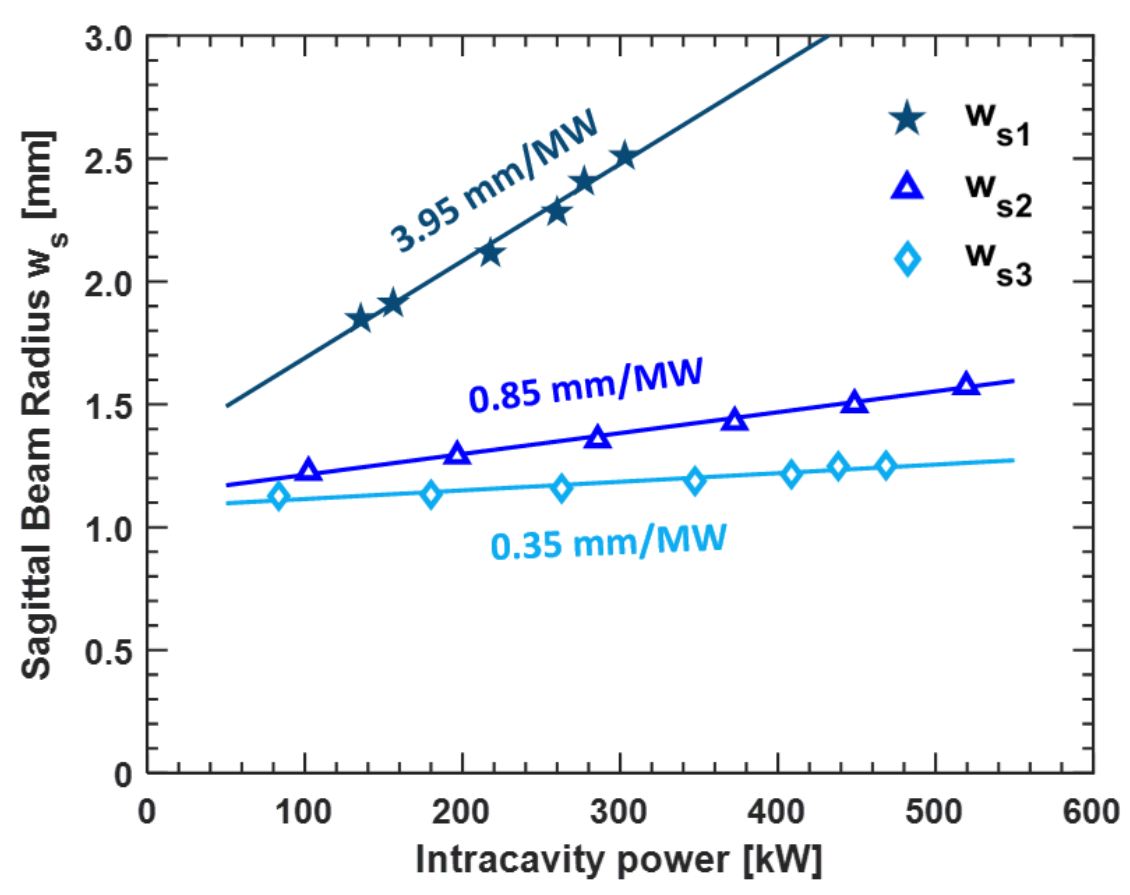 3.0
2.5
2.0
1.5
1.0
0.5
0
Sagittal Beam Radius ws [mm]
3.95 mm/MW
0.85 mm/MW
0.35 mm/MW
ws1
ws2
ws3
0 100 200 300 400 500 600
Intracavity power [kW]